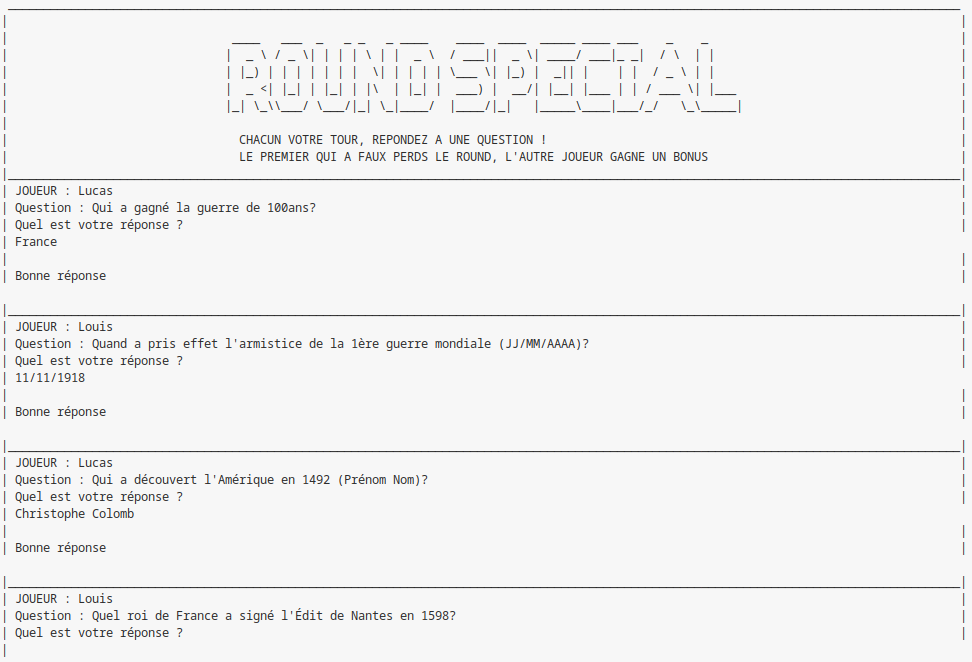 ROUND SPECIAL
CHACUN VOTRE TOUR, REPONDEZ A UNE QUESTION !
LE PREMIER QUI A FAUX PERDS LE ROUND, L'AUTRE JOUEUR GAGNE UN BONUS
JOUEUR : Lucas
Question : Qui a gagné la guerre de 100ans?
Quel est votre réponse ?
France
Bonne réponse
JOUEUR : Louis
Question : Quand a pris effet l'armistice de la 1ère guerre mondiale (JJ/MM/AAAA)?
Quel est votre réponse ?
11/11/1918
Bonne réponse
JOUEUR : Lucas
Question : Qui a découvert l'Amérique en 1492 (Prénom Nom)?
Quel est votre réponse ?
Christophe Colomb
Bonne réponse
JOUEUR : Louis
Question : Quel roi de France a signé l'Édit de Nantes en 1598?
Quel est votre réponse ?